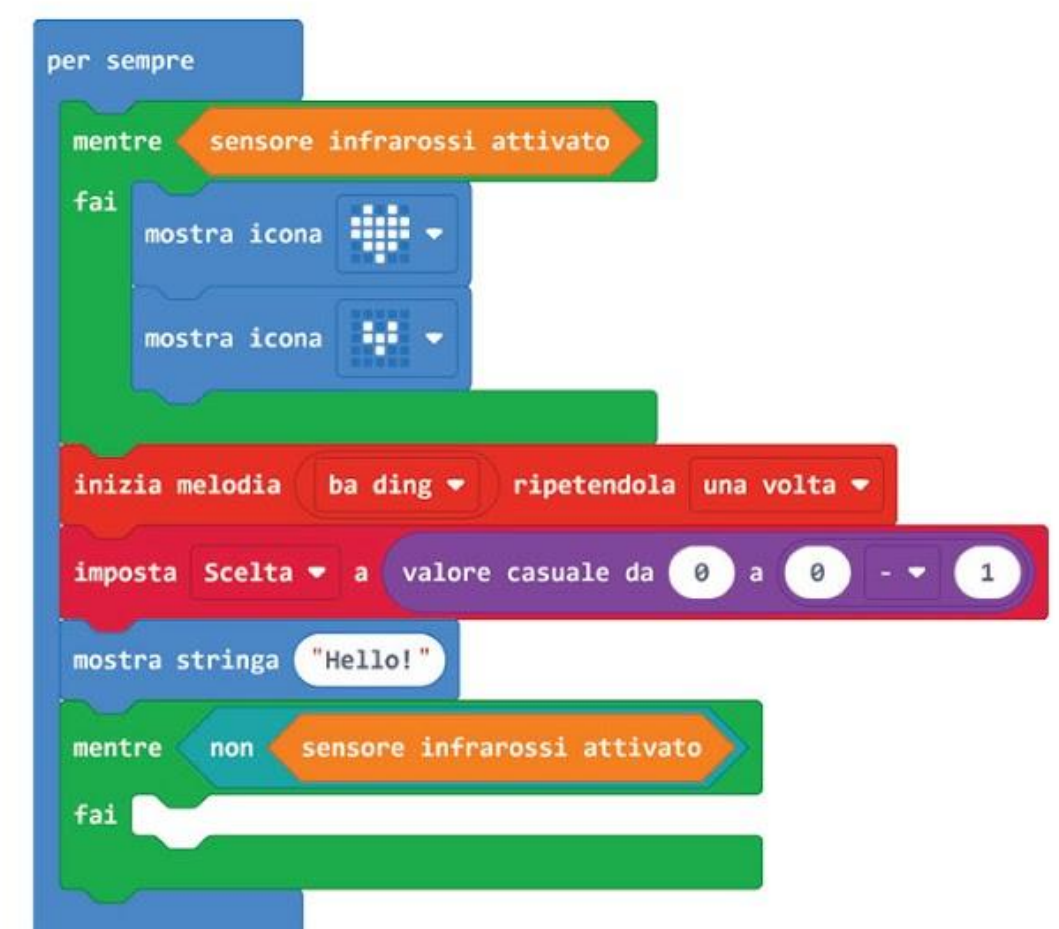 per sempre
mentre sensore infrarossi attivato
fai
mostra icona
mostra icona
inizia melodia ba ding ripetendola una volta
imposta Scelta a valore casuale da 0 a 0 - 1
mostra stringa "Hello!"
mentre non sensore infrarossi attivato
fai